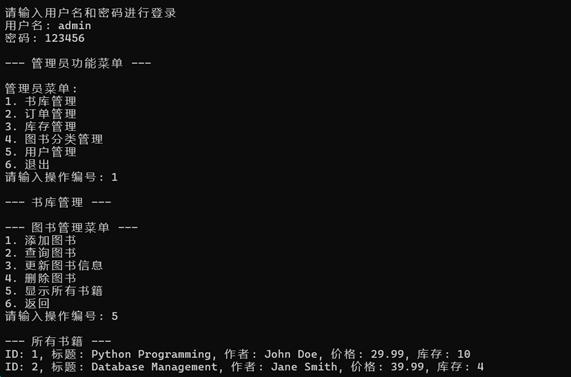 请输入用户名和密码进行登录
用户名: admin
密码: 123456
--- 管理员功能菜单 ---
管理员菜单:
1. 书库管理
2. 订单管理
3. 库存管理
4. 图书分类管理
5. 用户管理
6. 退出
请输入操作编号: 1
--- 书库管理 ---
--- 图书管理菜单 ---
1. 添加图书
2. 查询图书
3. 更新图书信息
4. 删除图书
5. 显示所有书籍
6. 返回
请输入操作编号: 5
--- 所有书籍 ---
ID: 1, 标题: Python Programming, 作者: John Doe, 价格: 29.99, 库存: 10
ID: 2, 标题: Database Management, 作者: Jane Smith, 价格: 39.99, 库存: 4